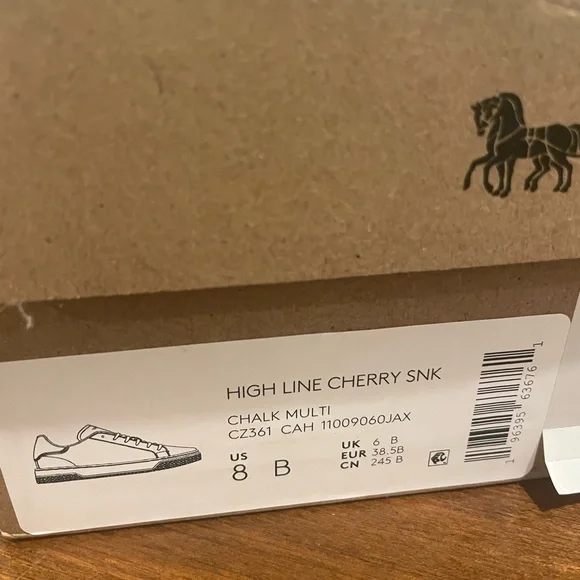 HIGH LINE CHERRY SNK
CHALK MULTI
CZ361 CAH 11009060JAX
US 8 B
UK 6 B
EUR 38.5B
CN 245 B
1 96395 63676 1